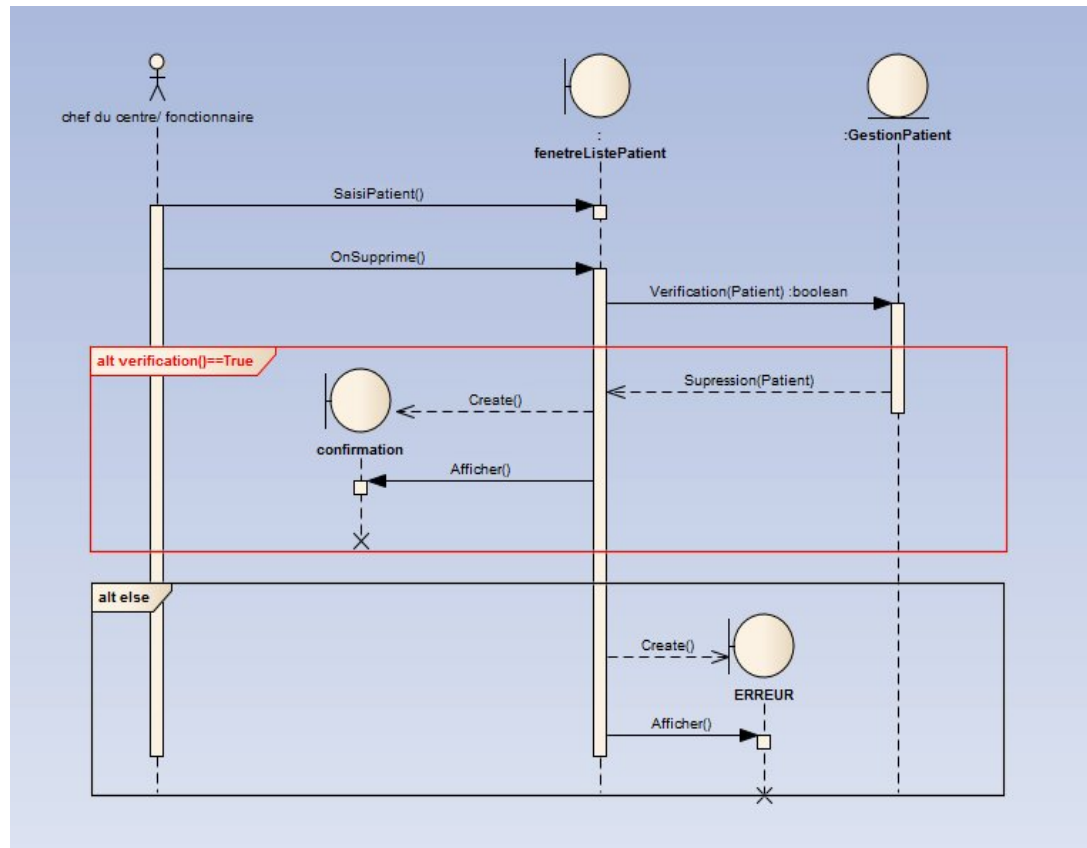 chef du centre/ fonctionnaire
:
fenetreListePatient
:GestionPatient
SaisiPatient()
OnSupprime()
Verification(Patient) :boolean
alt verification()==True
Supression(Patient)
Create()
confirmation
Afficher()
alt else
Create()
ERREUR
Afficher()